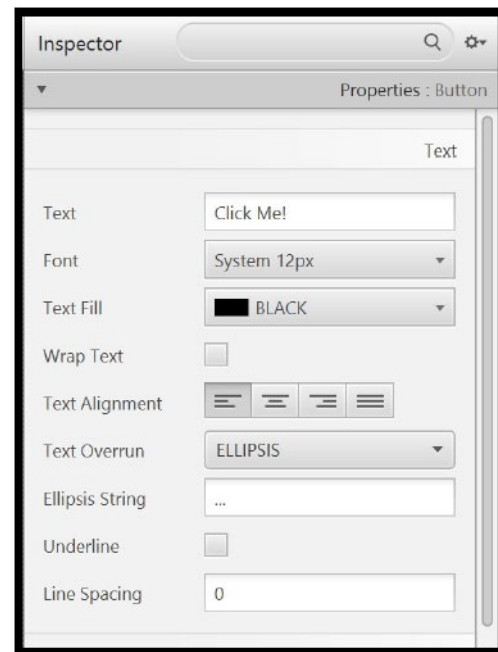 Inspector
Properties : Button
Text
Text Click Me!
Font System 12px
Text Fill BLACK
Wrap Text
Text Alignment
Text Overrun ELLIPSIS
Ellipsis String ...
Underline
Line Spacing 0